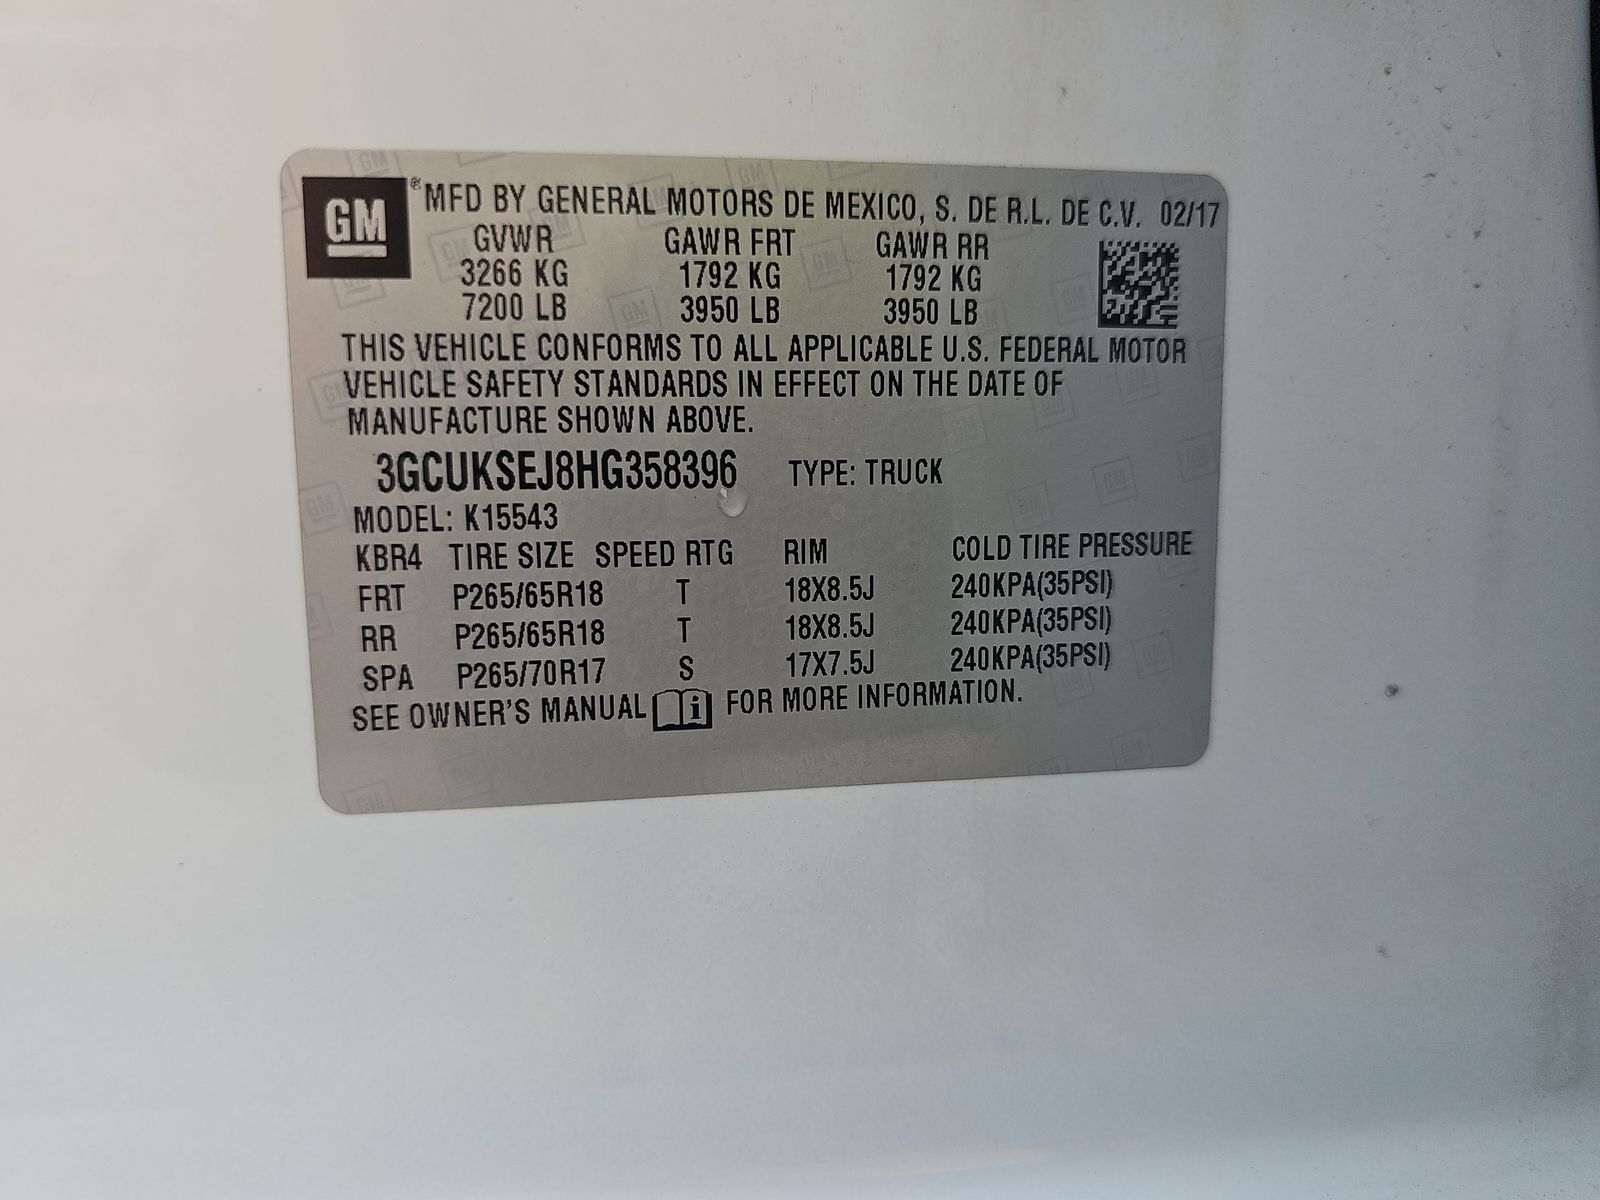 GM ® MFD BY GENERAL MOTORS DE MEXICO, S. DE R.L. DE C.V. 02/17
GVWR GAWR FRT GAWR RR
3266 KG 1792 KG 1792 KG
7200 LB 3950 LB 3950 LB
THIS VEHICLE CONFORMS TO ALL APPLICABLE U.S. FEDERAL MOTOR
VEHICLE SAFETY STANDARDS IN EFFECT ON THE DATE OF
MANUFACTURE SHOWN ABOVE.
3GCUKSEJ8HG358396 TYPE: TRUCK
MODEL: K15543
KBR4 TIRE SIZE SPEED RTG RIM COLD TIRE PRESSURE
FRT P265/65R18 T 18X8.5J 240KPA(35PSI)
RR P265/65R18 T 18X8.5J 240KPA(35PSI)
SPA P265/70R17 S 17X7.5J 240KPA(35PSI)
SEE OWNER'S MANUAL i FOR MORE INFORMATION.